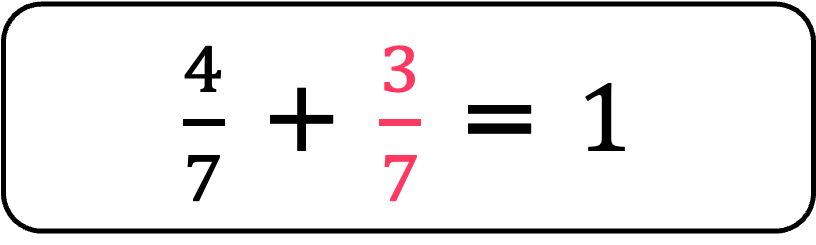 4/7 + 3/7 = 1